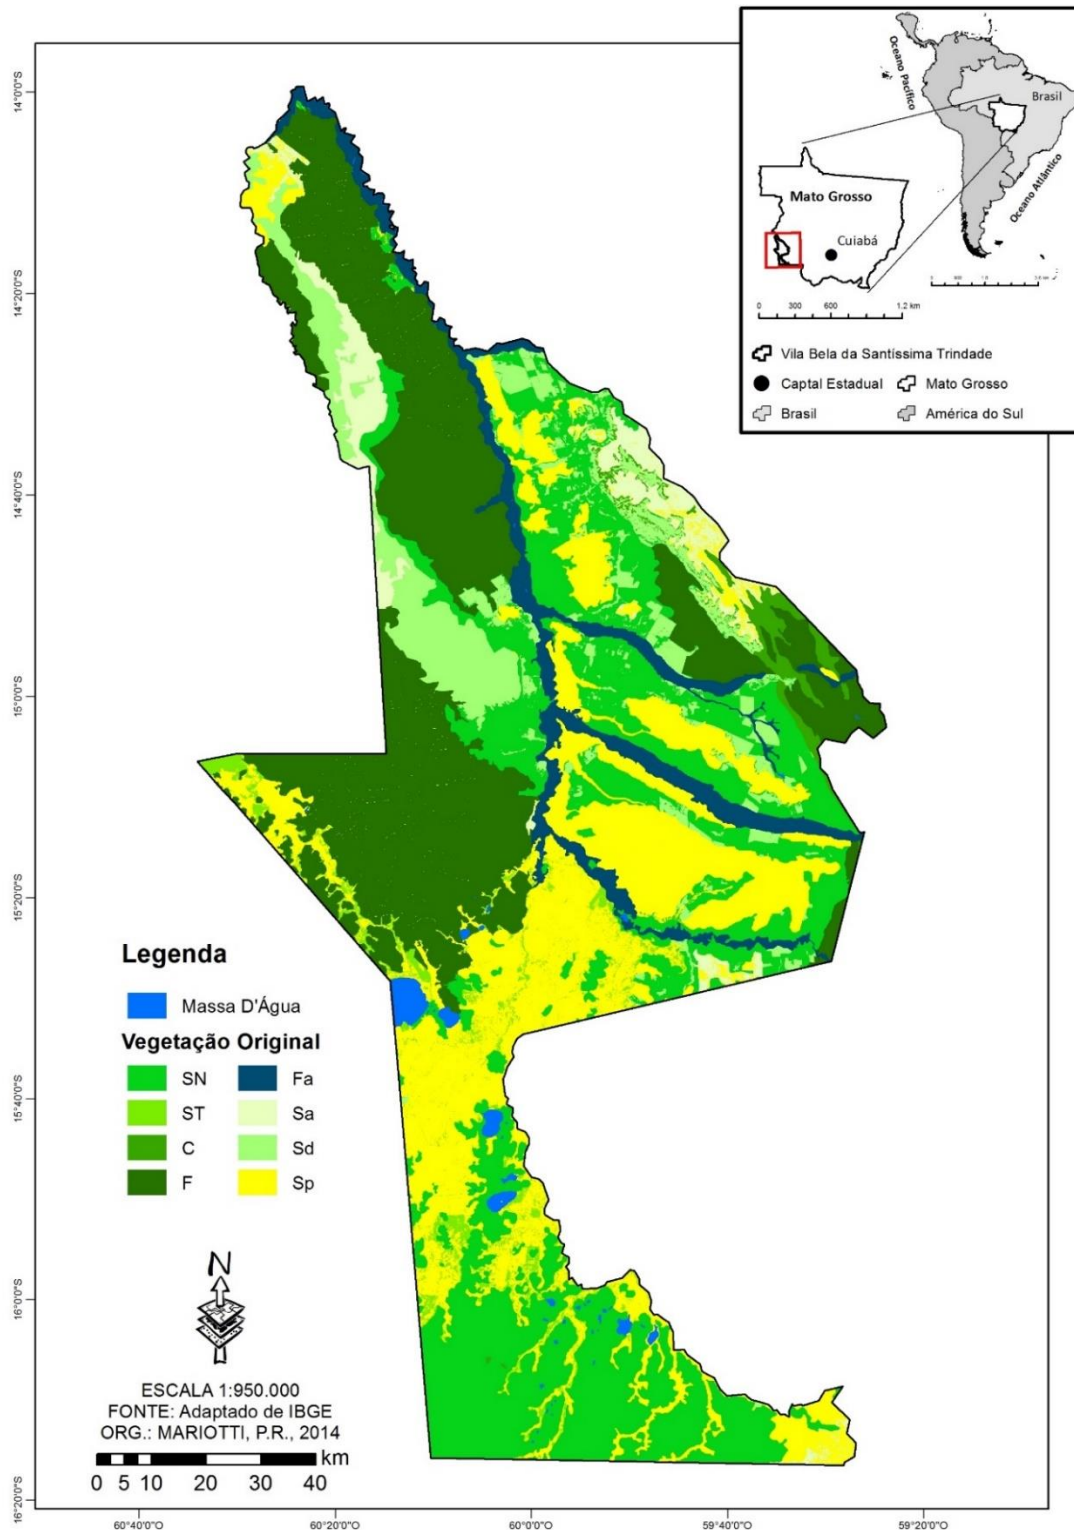 Oceano Pacífico
Brasil
Oceano Atlântico
Mato Grosso
Cuiabá
0 300 600 1.2 km
Vila Bela da Santíssima Trindade
Captal Estadual
Mato Grosso
Brasil
América do Sul
14°0'0"S
14°20'0"S
14°40'0"S
15°0'0"S
15°20'0"S
15°40'0"S
16°0'0"S
16°20'0"S
Legenda
Massa D'Água
Vegetação Original
SN Fa
ST Sa
C Sd
F Sp
N
ESCALA 1:950.000
FONTE: Adaptado de IBGE
ORG.: MARIOTTI, P.R., 2014
km
0 5 10 20 30 40
60°40'0"O 60°20'0"O 60°0'0"O 59°40'0"O 59°20'0"O